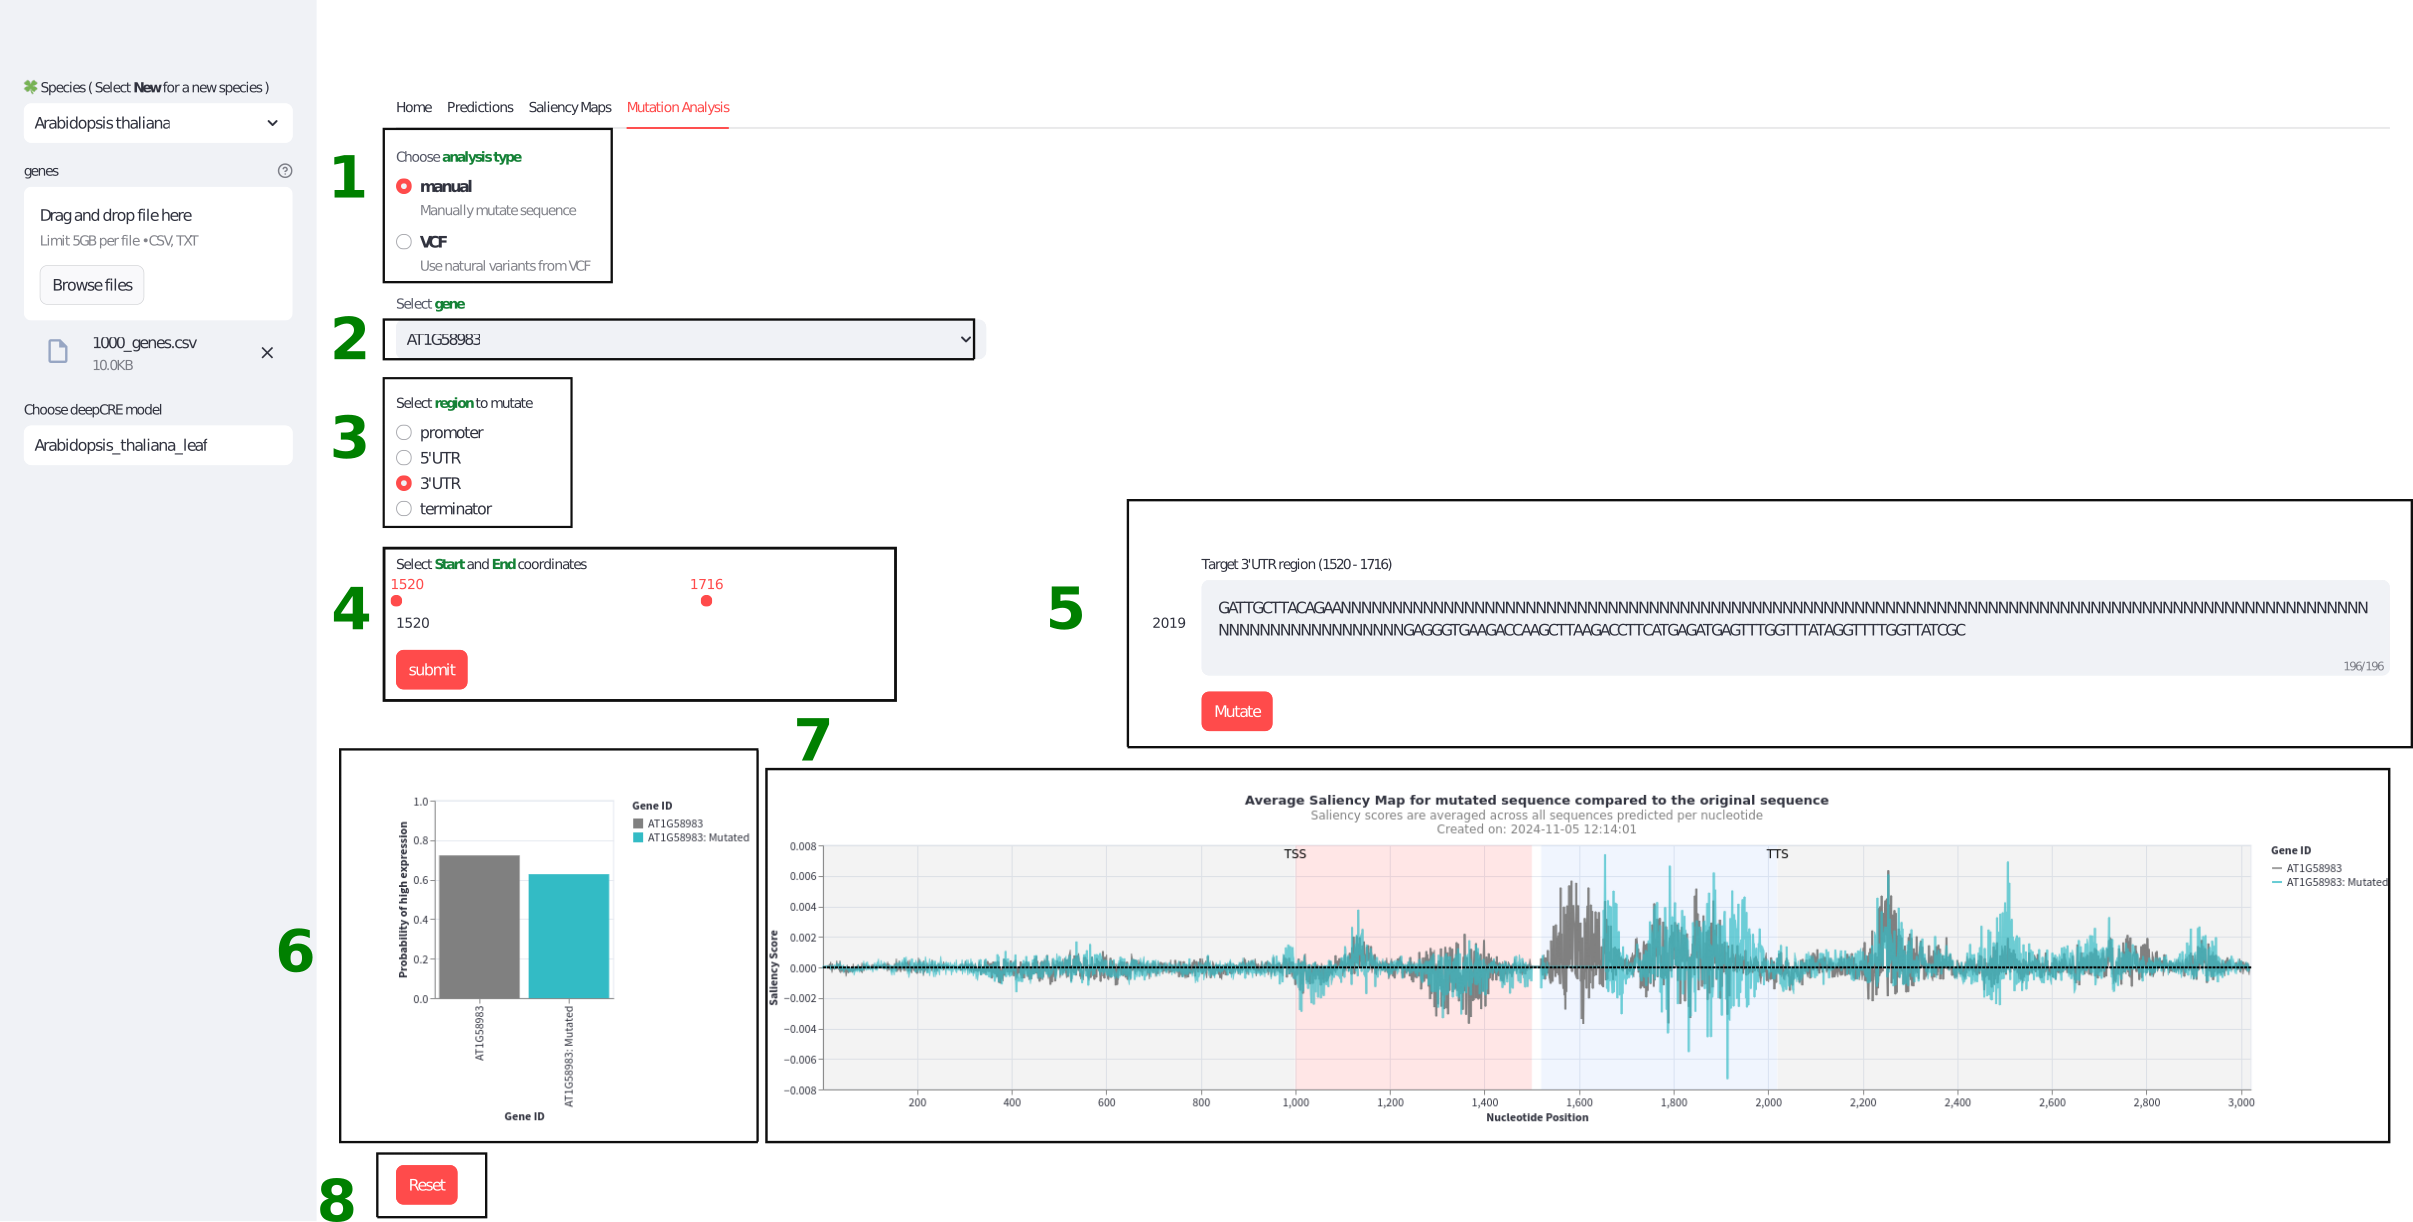 Species ( Select New for a new species )
Arabidopsis thaliana
genes
Drag and drop file here
Limit 5GB per file • CSV, TXT
Browse files
1000_genes.csv
10.0KB
Choose deepCRE model
Arabidopsis_thaliana_leaf
Home Predictions Saliency Maps Mutation Analysis
1
Choose analysis type
manual
Manually mutate sequence
VCF
Use natural variants from VCF
2
Select gene
AT1G58983
3
Select region to mutate
promoter
5'UTR
3'UTR
terminator
4
Select Start and End coordinates
1520 1716
1520
2019
submit
5
Target 3'UTR region (1520 - 1716)
NNNNNNNNNNNNNNNNNNGAGGGTGAAGACCAAGCTTAAGACCTTCATGAGATGAGTTTGGTTTATAGGTTTTGGTTATCGC
196/196
Mutate
6
1.0
0.8
0.6
0.4
0.2
0.0
Probability of high expression
AT1G58983
AT1G58983: Mutated
Gene ID
Gene ID
AT1G58983
AT1G58983: Mutated
7
Average Saliency Map for mutated sequence compared to the original sequence
Saliency scores are averaged across all sequences predicted per nucleotide
Created on: 2024-11-05 12:14:01
TSS TTS
0.008
0.006
0.004
0.002
0.000
−0.002
−0.004
−0.006
−0.008
Saliency Score
200 400 600 800 1,000 1,200 1,400 1,600 1,800 2,000 2,200 2,400 2,600 2,800 3,000
Nucleotide Position
Gene ID
AT1G58983
AT1G58983: Mutated
8
Reset